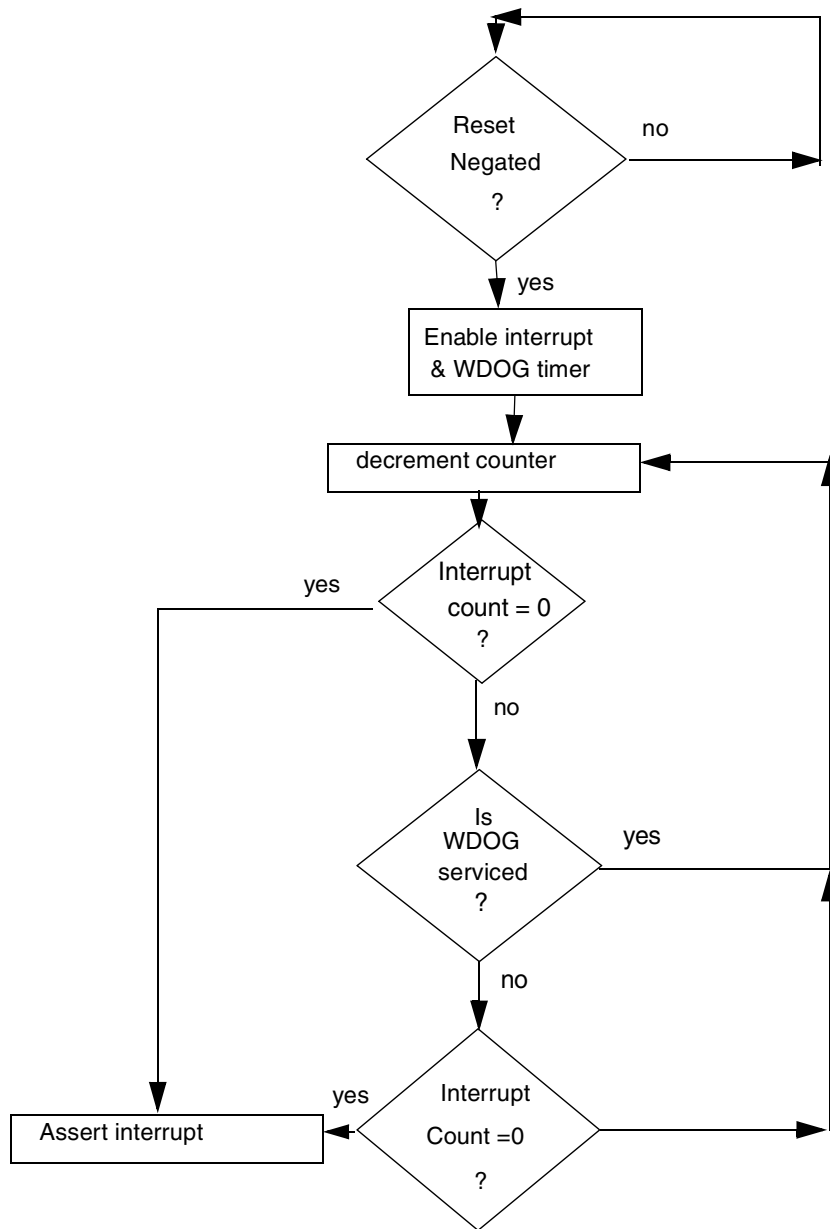 Reset
Negated
?
no
yes
Enable interrupt
& WDOG timer
decrement counter
Interrupt
count = 0
?
yes
no
Is
WDOG
serviced
?
yes
no
Interrupt
Count =0
?
yes
Assert interrupt